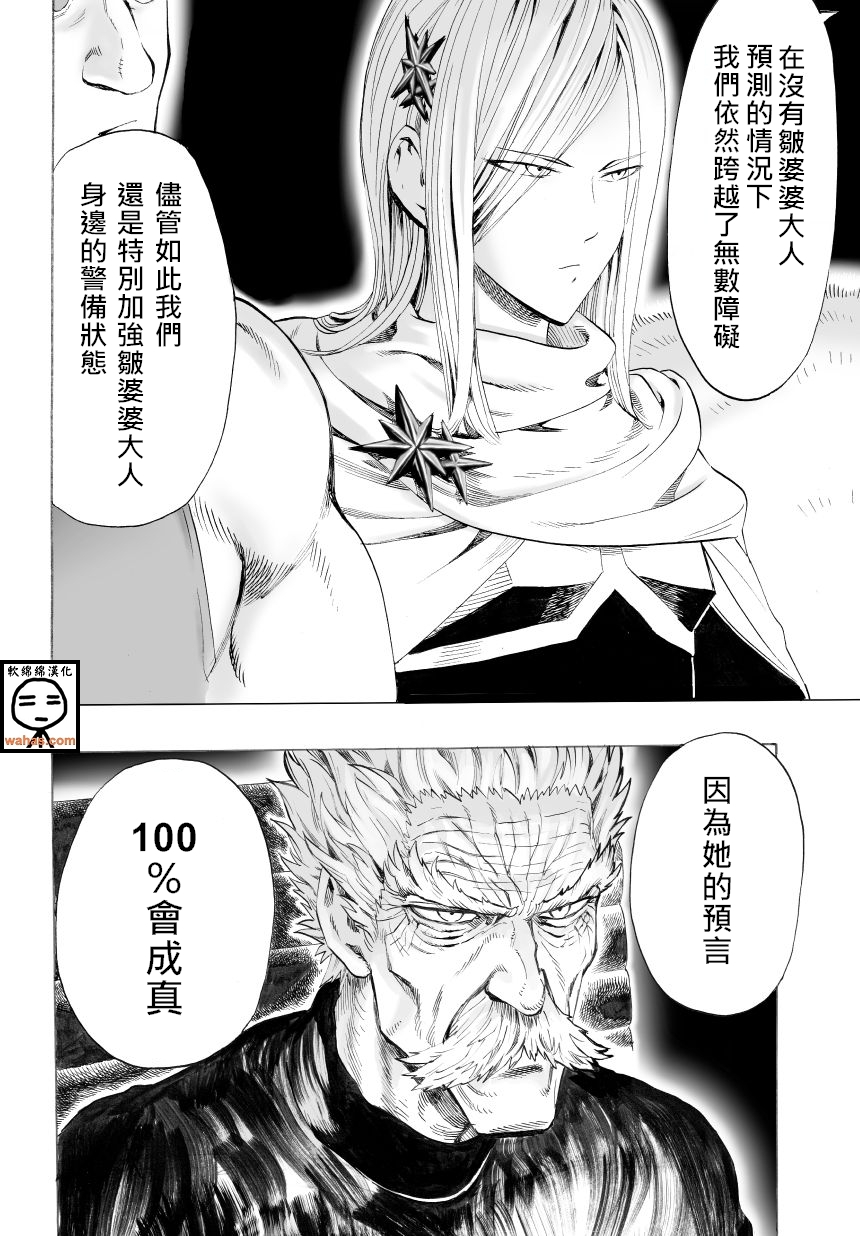 在沒有皺婆婆大人
預測的情況下
我們依然跨越了無數障礙
儘管如此我們
還是特別加強皺婆婆大人
身邊的警備狀態
軟綿綿漢化
wahas.com
因為她的預言
100
%會成真